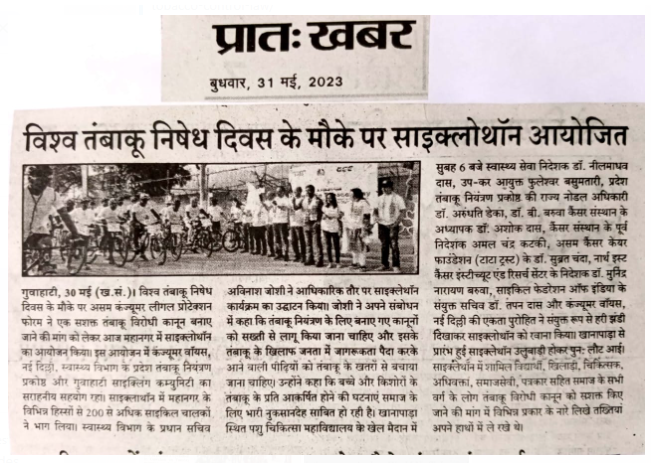 प्रातः खबर
बुधवार, 31 मई, 2023
विश्व तंबाकू निषेध दिवस के मौके पर साइक्लोथॉन आयोजित
गुवाहाटी, 30 मई (ख.सं.)। विश्व तंबाकू निषेध
दिवस के मौके पर असम कंज्यूमर लीगल प्रोटेक्शन
फोरम ने एक सशक्त तंबाकू विरोधी कानून बनाए
जाने की मांग को लेकर आज महानगर में साइक्लोथॉन
का आयोजन किया। इस आयोजन में कंज्यूमर वॉयस,
नई दिल्ली, स्वास्थ्य विभाग के प्रदेश तंबाकू नियंत्रण
प्रकोष्ठ और गुवाहाटी साइक्लिंग कम्युनिटी का
सराहनीय सहयोग रहा। साइक्लोथॉन में महानगर के
विभिन्न हिस्सों से 200 से अधिक साइकिल चालकों
ने भाग लिया। स्वास्थ्य विभाग के प्रधान सचिव
अविनाश जोशी ने आधिकारिक तौर पर साइक्लेथॉन
कार्यक्रम का उद्घाटन किया। जोशी ने अपने संबोधन
में कहा कि तंबाकू नियंत्रण के लिए बनाए गए कानूनों
को सख्ती से लागू किया जाना चाहिए और इसके
तंबाकू के खिलाफ जनता में जागरूकता पैदा करके
आने वाली पीढ़ियों को तंबाकू के खतरों से बचाया
जाना चाहिए। उन्होंने कहा कि बच्चे और किशोरों के
तंबाकू के प्रति आकर्षित होने की घटनाएं समाज के
लिए भारी नुकसानदेह साबित हो रही है। खानापाड़ा
स्थित पशु चिकित्सा महाविद्यालय के खेल मैदान में
सुबह 6 बजे स्वास्थ्य सेवा निदेशक डॉ. नीलमाधव
दास, उप-कर आयुक्त फुलेश्वर बसुमतारी, प्रदेश
तंबाकू नियंत्रण प्रकोष्ठ की राज्य नोडल अधिकारी
डॉ. अरुंधति डेका, डॉ. बी. बरुवा कैंसर संस्थान के
अध्यापक डॉ. अशोक दास, कैंसर संस्थान के पूर्व
निदेशक अमल चंद्र कटकी, असम कैंसर केयर
फाउंडेशन (टाटा ट्रस्ट) के डॉ. सुब्रत चंदा, नार्थ इस्ट
कैंसर इंस्टीच्यूट एंड रिसर्च सेंटर के निदेशक डॉ. मुनिंद्र
नारायण बरुवा, साइकिल फेडरेशन ऑफ इंडिया के
संयुक्त सचिव डॉ. तपन दास और कंज्यूमर वॉयस,
नई दिल्ली की एकता पुरोहित ने संयुक्त रूप से हरी झंडी
दिखाकर साइक्लोथॉन को रवाना किया। खानापाड़ा से
प्रारंभ हुई साइक्लोथॉन उलुबाड़ी होकर पुनः लौट आई।
साइक्लोथॉन में शामिल विद्यार्थी, खिलाड़ी, चिकित्सक,
अधिवक्ता, समाजसेवी, पत्रकार सहित समाज के सभी
वर्ग के लोग तंबाकू विरोधी कानून को सशक्त किए
जाने की मांग में विभिन्न प्रकार के नारे लिखे तख्तियां
अपने हाथों में ले रखे थे।